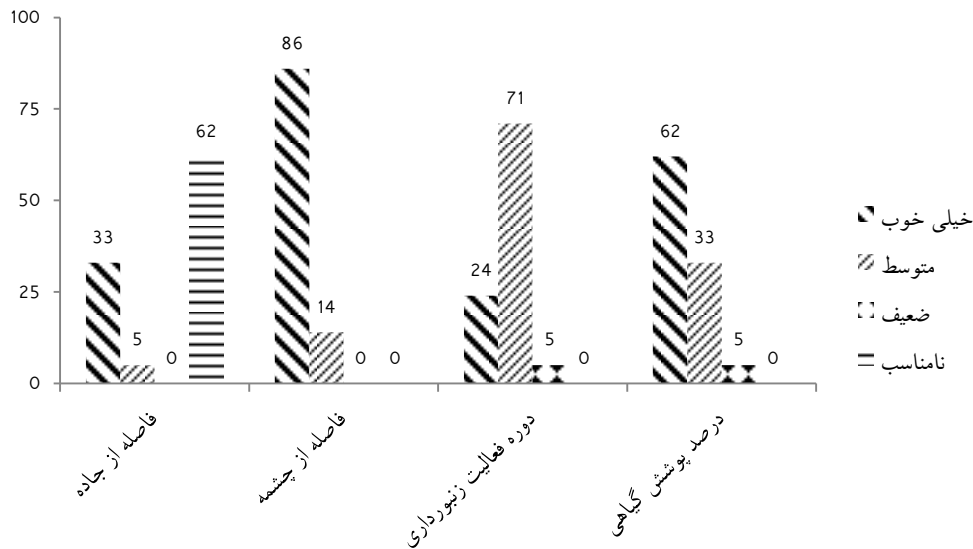 100
75
50
25
0
33
5
0
62
86
14
0
0
24
71
5
0
62
33
5
0
فاصله از جاده
فاصله از چشمه
دوره فعالیت زنبورداری
درصد پوشش گیاهی
خیلی خوب
متوسط
ضعیف
نامناسب